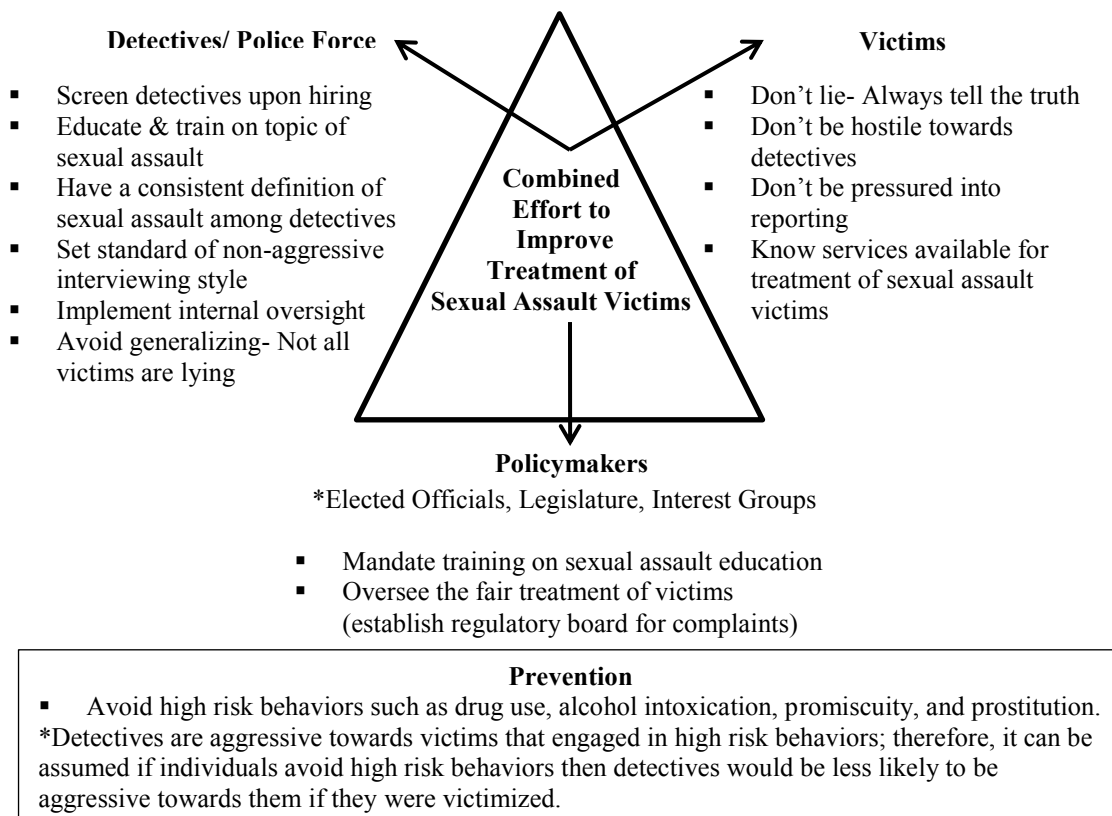 Detectives/ Police Force
▪ Screen detectives upon hiring
▪ Educate & train on topic of
sexual assault
▪ Have a consistent definition of
sexual assault among detectives
▪ Set standard of non-aggressive
interviewing style
▪ Implement internal oversight
▪ Avoid generalizing- Not all
victims are lying
Victims
▪ Don’t lie- Always tell the truth
▪ Don’t be hostile towards
detectives
▪ Don’t be pressured into
reporting
▪ Know services available for
treatment of sexual assault
victims
Combined
Effort to
Improve
Treatment of
Sexual Assault Victims
Policymakers
*Elected Officials, Legislature, Interest Groups
▪ Mandate training on sexual assault education
▪ Oversee the fair treatment of victims
(establish regulatory board for complaints)
Prevention
▪ Avoid high risk behaviors such as drug use, alcohol intoxication, promiscuity, and prostitution.
*Detectives are aggressive towards victims that engaged in high risk behaviors; therefore, it can be
assumed if individuals avoid high risk behaviors then detectives would be less likely to be
aggressive towards them if they were victimized.